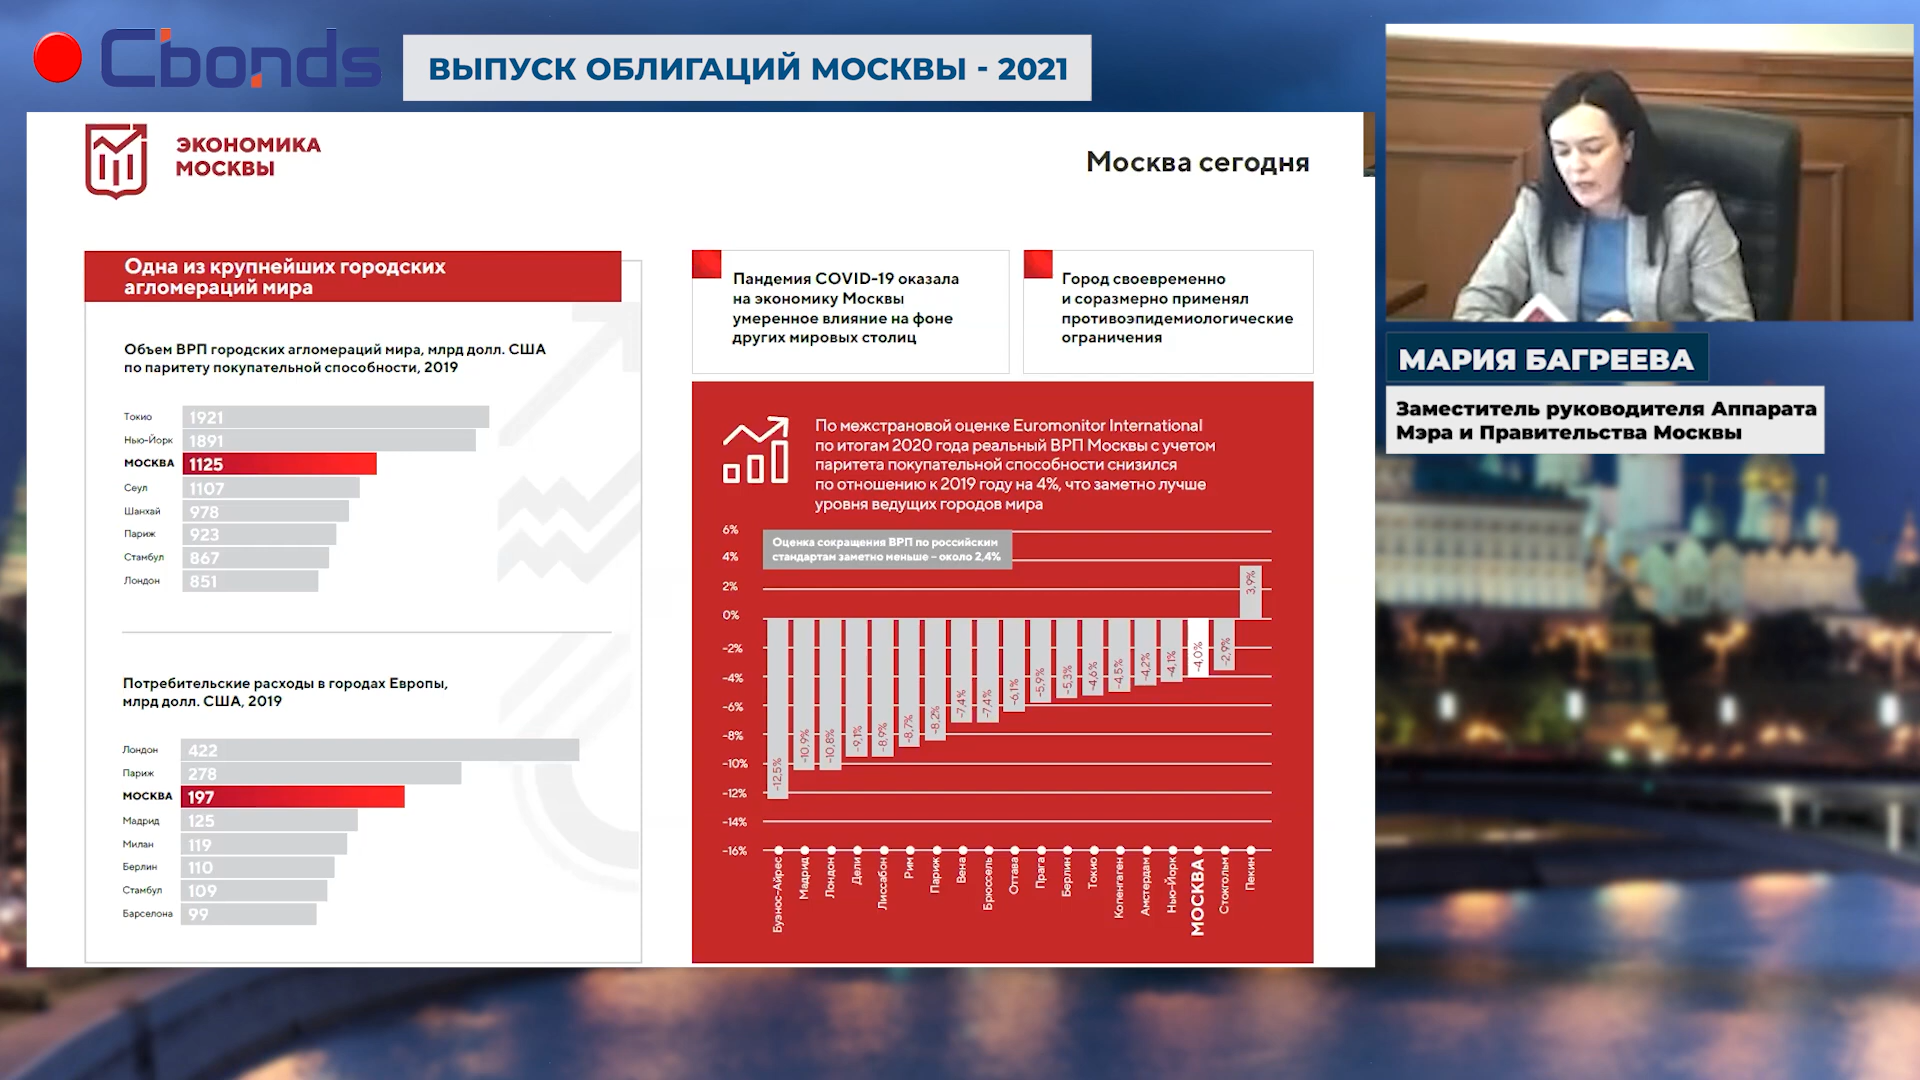 Cbonds
ВЫПУСК ОБЛИГАЦИЙ МОСКВЫ - 2021
ЭКОНОМИКА
МОСКВЫ
Москва сегодня
Одна из крупнейших городских
агломераций мира
Объем ВРП городских агломераций мира, млрд долл. США
по паритету покупательной способности, 2019
Токио 1921
Нью-Йорк 1891
МОСКВА 1125
Сеул 1107
Шанхай 978
Париж 923
Стамбул 867
Лондон 851
Потребительские расходы в городах Европы,
млрд долл. США, 2019
Лондон 422
Париж 278
МОСКВА 197
Мадрид 125
Милан 119
Берлин 110
Стамбул 109
Барселона 99
Пандемия COVID-19 оказала
на экономику Москвы
умеренное влияние на фоне
других мировых столиц
Город своевременно
и соразмерно применял
противоэпидемиологические
ограничения
По межстрановой оценке Euromonitor International
по итогам 2020 года реальный ВРП Москвы с учетом
паритета покупательной способности снизился
по отношению к 2019 году на 4%, что заметно лучше
уровня ведущих городов мира
Оценка сокращения ВРП по российским
стандартам заметно меньше – около 2,4%
6%
4%
2%
0%
-2%
-4%
-6%
-8%
-10%
-12%
-14%
-16%
-12,5%
-10,9%
-10,8%
-9,1%
-8,9%
-8,7%
-8,2%
-7,4%
-7,4%
-6,1%
-5,9%
-5,3%
-4,6%
-4,5%
-4,2%
-4,1%
-4,0%
-2,9%
3,9%
Буэнос-Айрес
Мадрид
Лондон
Дели
Лиссабон
Рим
Париж
Вена
Брюссель
Оттава
Прага
Берлин
Токио
Копенгаген
Амстердам
Нью-Йорк
МОСКВА
Стокгольм
Пекин
МАРИЯ БАГРЕЕВА
Заместитель руководителя Аппарата
Мэра и Правительства Москвы